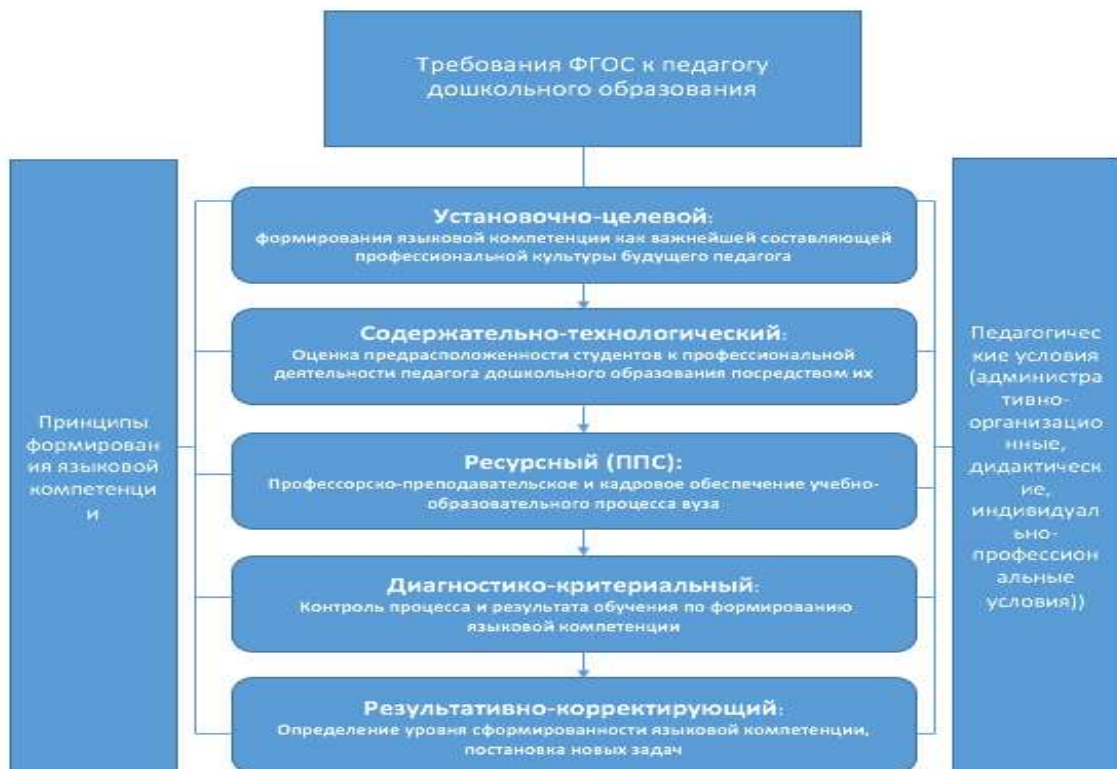 Требования ФГОС к педагогу
дошкольного образования
Принципы
формирован
ия языковой
компетенци
и
Установочно-целевой:
формирования языковой компетенции как важнейшей составляющей
профессиональной культуры будущего педагога
Содержательно-технологический:
Оценка предрасположенности студентов к профессиональной
деятельности педагога дошкольного образования посредством их
Ресурсный (ППС):
Профессорско-преподавательское и кадровое обеспечение учебно-
образовательного процесса вуза
Диагностико-критериальный:
Контроль процесса и результата обучения по формированию
языковой компетенции
Результативно-корректирующий:
Определение уровня сформированности языковой компетенции,
постановка новых задач
Педагогичес
кие условия
(администра
тивно-
организацио
нные,
дидактическ
ие,
индивидуал
ьно-
профессион
альные
условия))